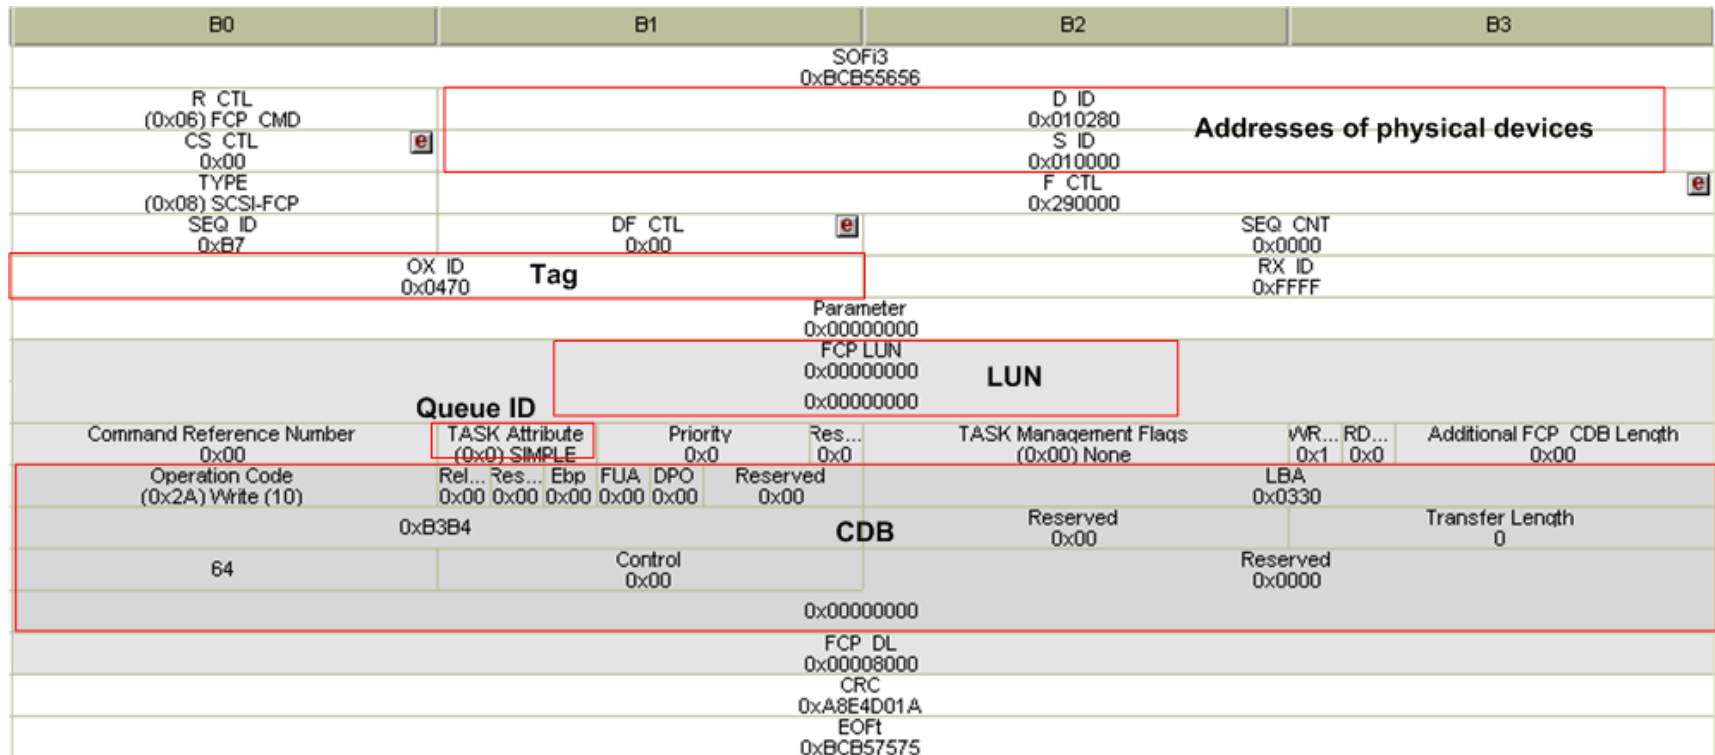 B0 B1 B2 B3
SOFi3
0xBCB55656
R_CTL D_ID
(0x06) FCP_CMD 0x010280
Addresses of physical devices
CS_CTL e S_ID
0x00 0x010000
TYPE F_CTL e
(0x08) SCSI-FCP 0x290000
SEQ_ID DF_CTL e SEQ_CNT
0xB7 0x00 0x0000
OX_ID Tag RX_ID
0x0470 0xFFFF
Parameter
0x00000000
FCP LUN
0x00000000 LUN
0x00000000
Queue ID
Command Reference Number TASK Attribute Priority Res... TASK Management Flags WR... RD... Additional FCP_CDB Length
0x00 (0x0) SIMPLE 0x0 0x0 (0x00) None 0x1 0x0 0x00
Operation Code Rel... Res... Ebp FUA DPO Reserved LBA
(0x2A) Write (10) 0x00 0x00 0x00 0x00 0x00 0x00 0x0330
0xB3B4 CDB Reserved Transfer Length
0x00 0
64 Control Reserved
0x00 0x0000
0x00000000
FCP_DL
0x00008000
CRC
0xA8E4D01A
EOFt
0xBCB57575